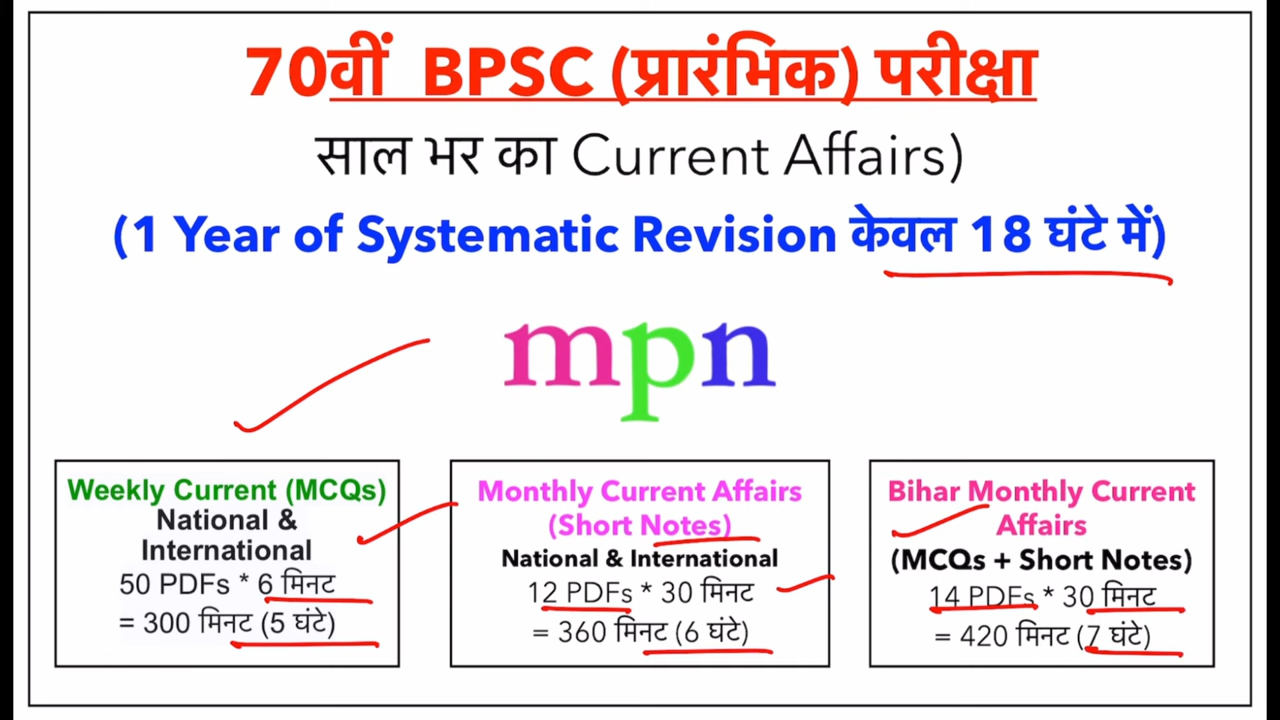 70वीं BPSC (प्रारंभिक) परीक्षा
साल भर का Current Affairs)
(1 Year of Systematic Revision केवल 18 घंटे में)
mpn
Weekly Current (MCQs)
National &
International
50 PDFs * 6 मिनट
= 300 मिनट (5 घंटे)
Monthly Current Affairs
(Short Notes)
National & International
12 PDFs * 30 मिनट
= 360 मिनट (6 घंटे)
Bihar Monthly Current
Affairs
(MCQs + Short Notes)
14 PDFs * 30 मिनट
= 420 मिनट (7 घंटे)